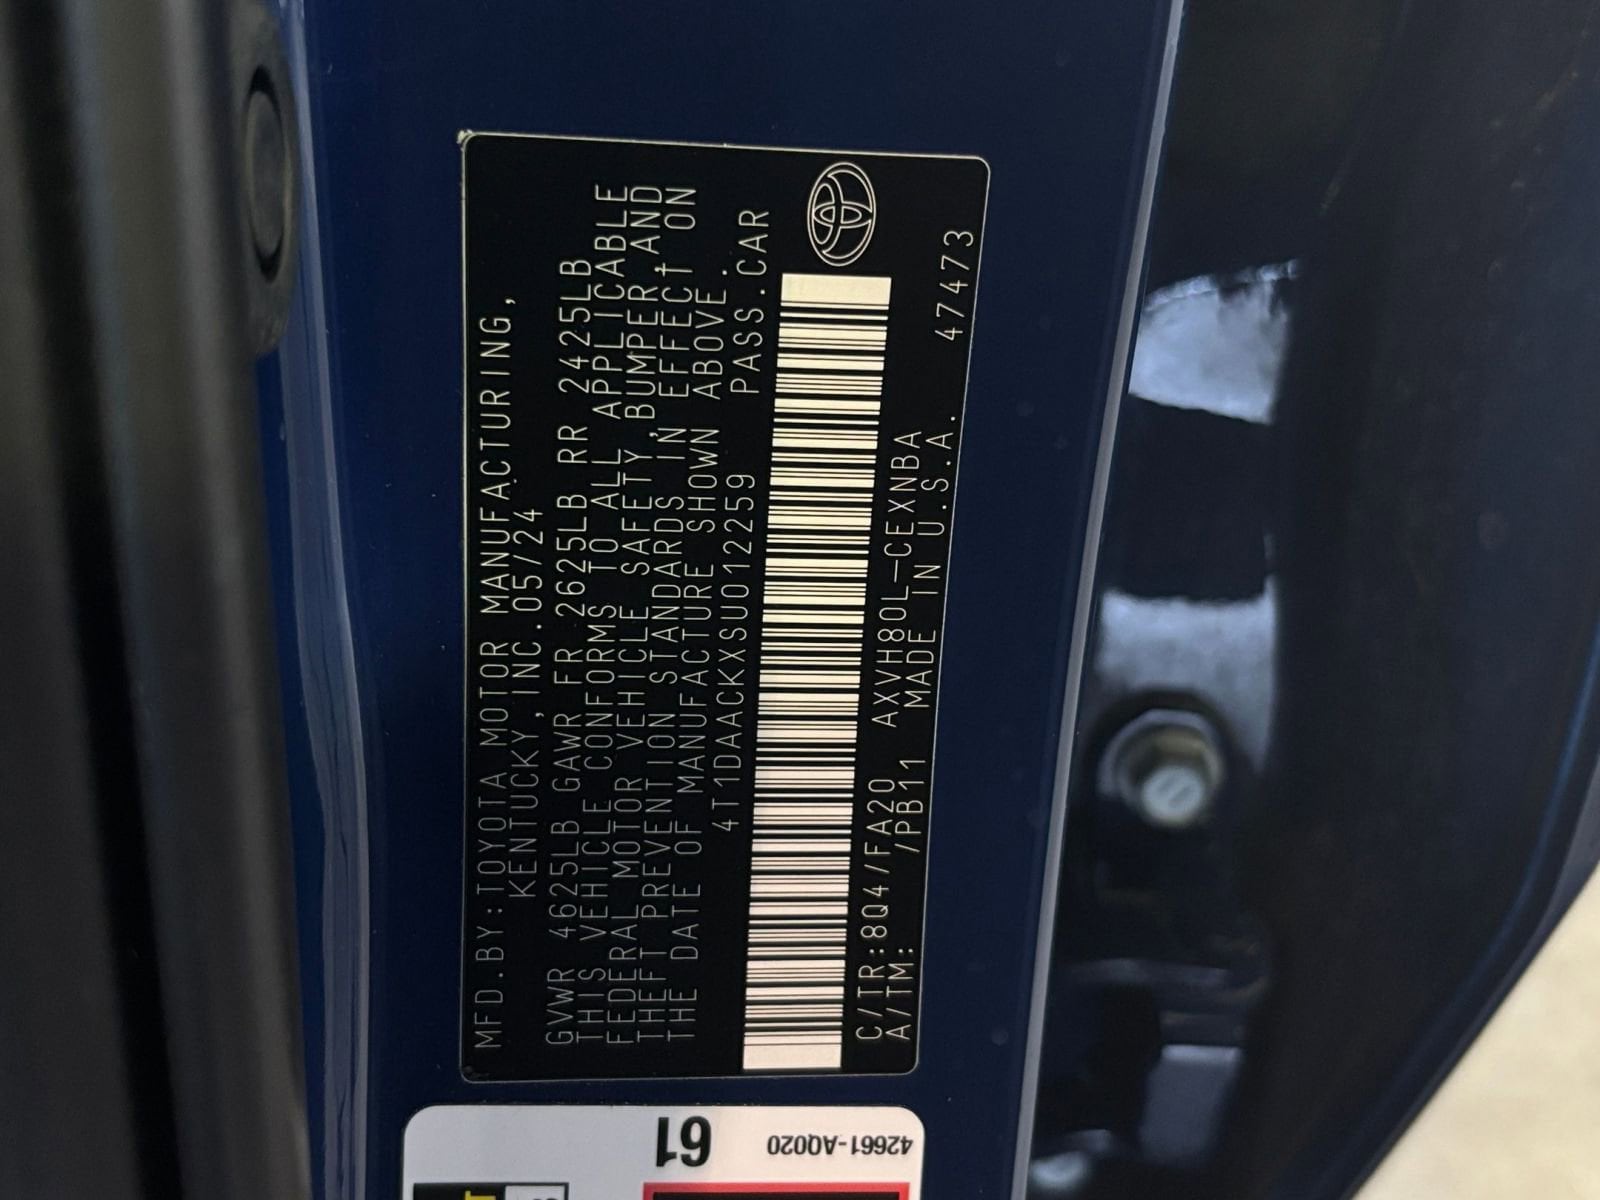 MFD.BY:TOYOTA MOTOR MANUFACTURING,
KENTUCKY,INC.05/24
GVWR 4625LB GAWR FR 2625LB RR 2425LB
THIS VEHICLE CONFORMS TO ALL APPLICABLE
FEDERAL MOTOR VEHICLE SAFETY,BUMPER,AND
THEFT PREVENTION STANDARDS IN EFFECT ON
THE DATE OF MANUFACTURE SHOWN ABOVE.
4T1DAACKXSU012259 PASS.CAR
C/TR:8Q4/FA20 AXVH80L-CEXNBA
A/TM: /PB11 MADE IN U.S.A. 47473
61
42661-AQ020